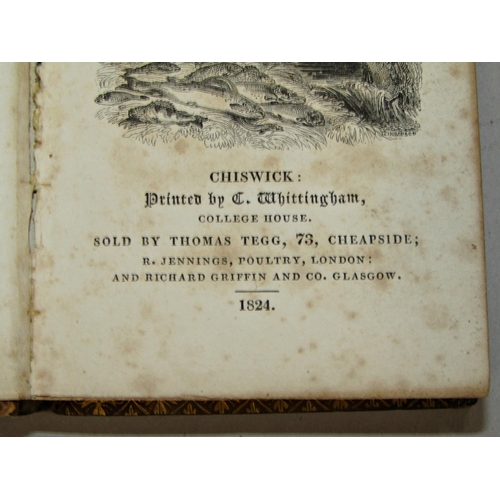 CHISWICK:
Printed by C. Whittingham,
COLLEGE HOUSE.
SOLD BY THOMAS TEGG, 73, CHEAPSIDE;
R. JENNINGS, POULTRY, LONDON:
AND RICHARD GRIFFIN AND CO. GLASGOW.
1824.